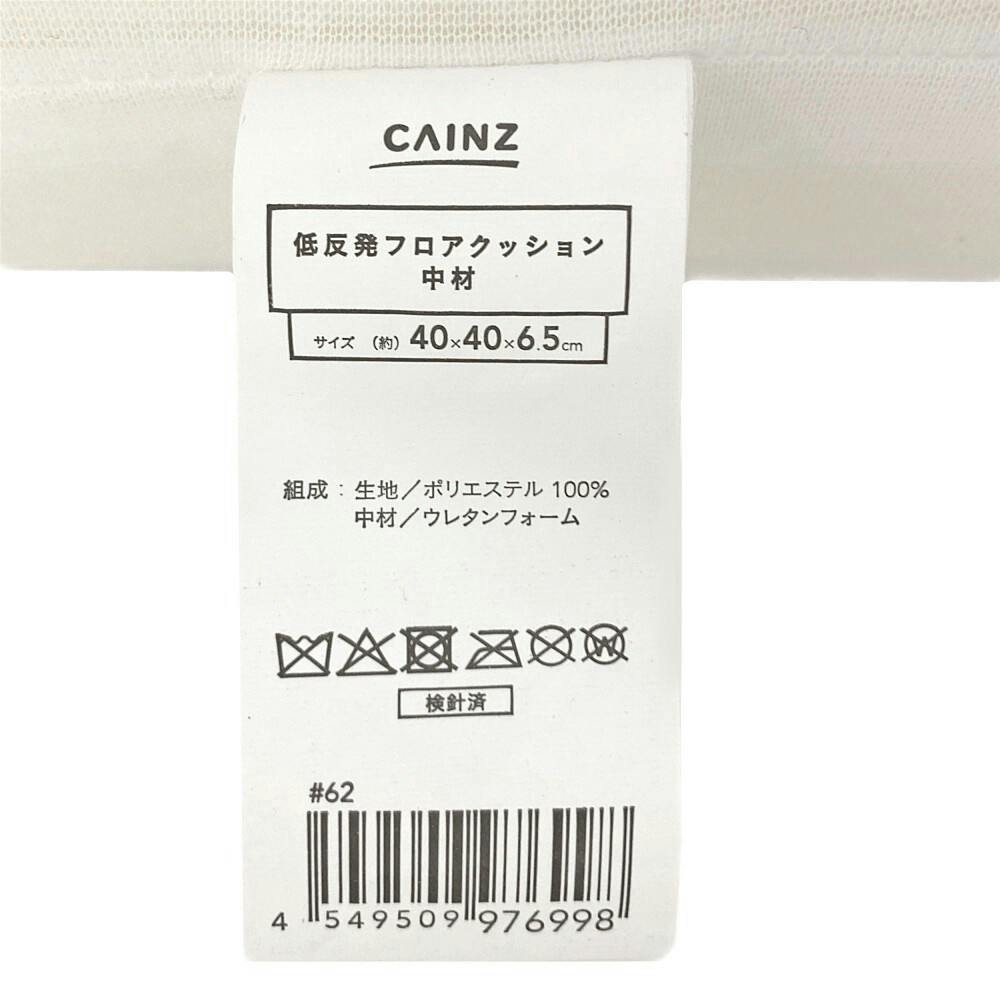 CAINZ
低反発フロアクッション
中材
サイズ （約） 40×40×6.5cm
組成：生地／ポリエステル 100%
中材／ウレタンフォーム
W
検針済
#62
4 549509 976998